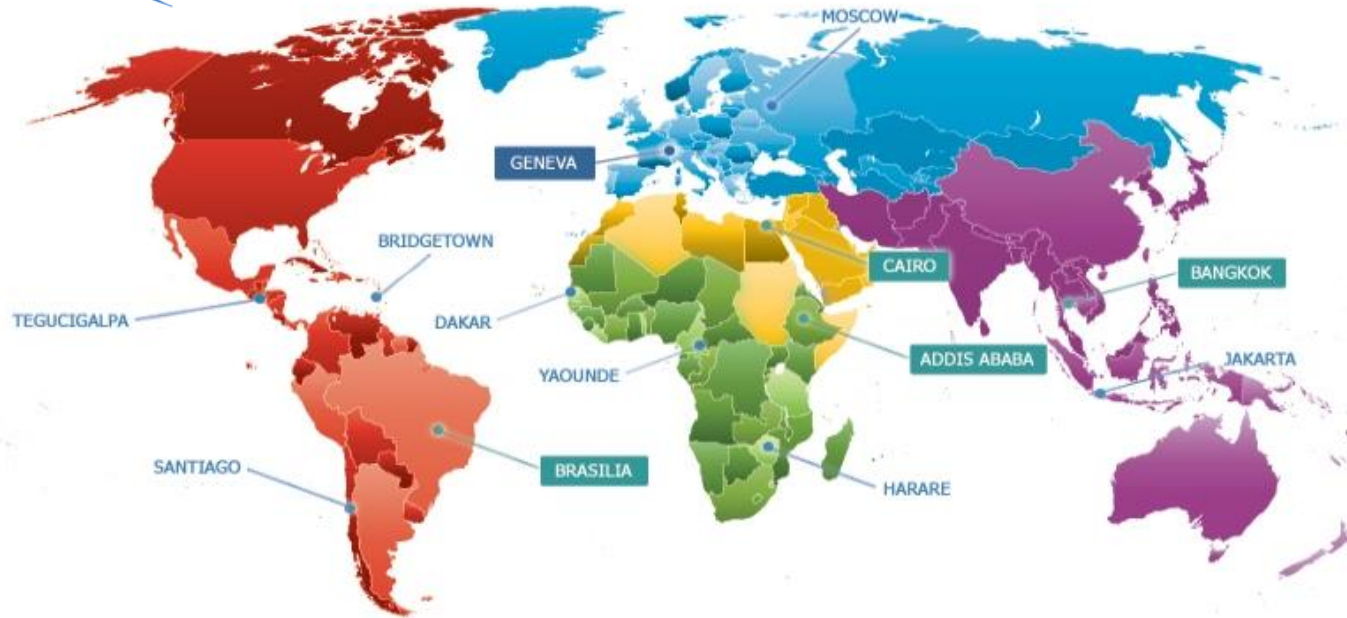 MOSCOW
GENEVA
BRIDGETOWN
CAIRO
BANGKOK
TEGUCIGALPA
DAKAR
YAOUNDE
ADDIS ABABA
JAKARTA
SANTIAGO
BRASILIA
HARARE